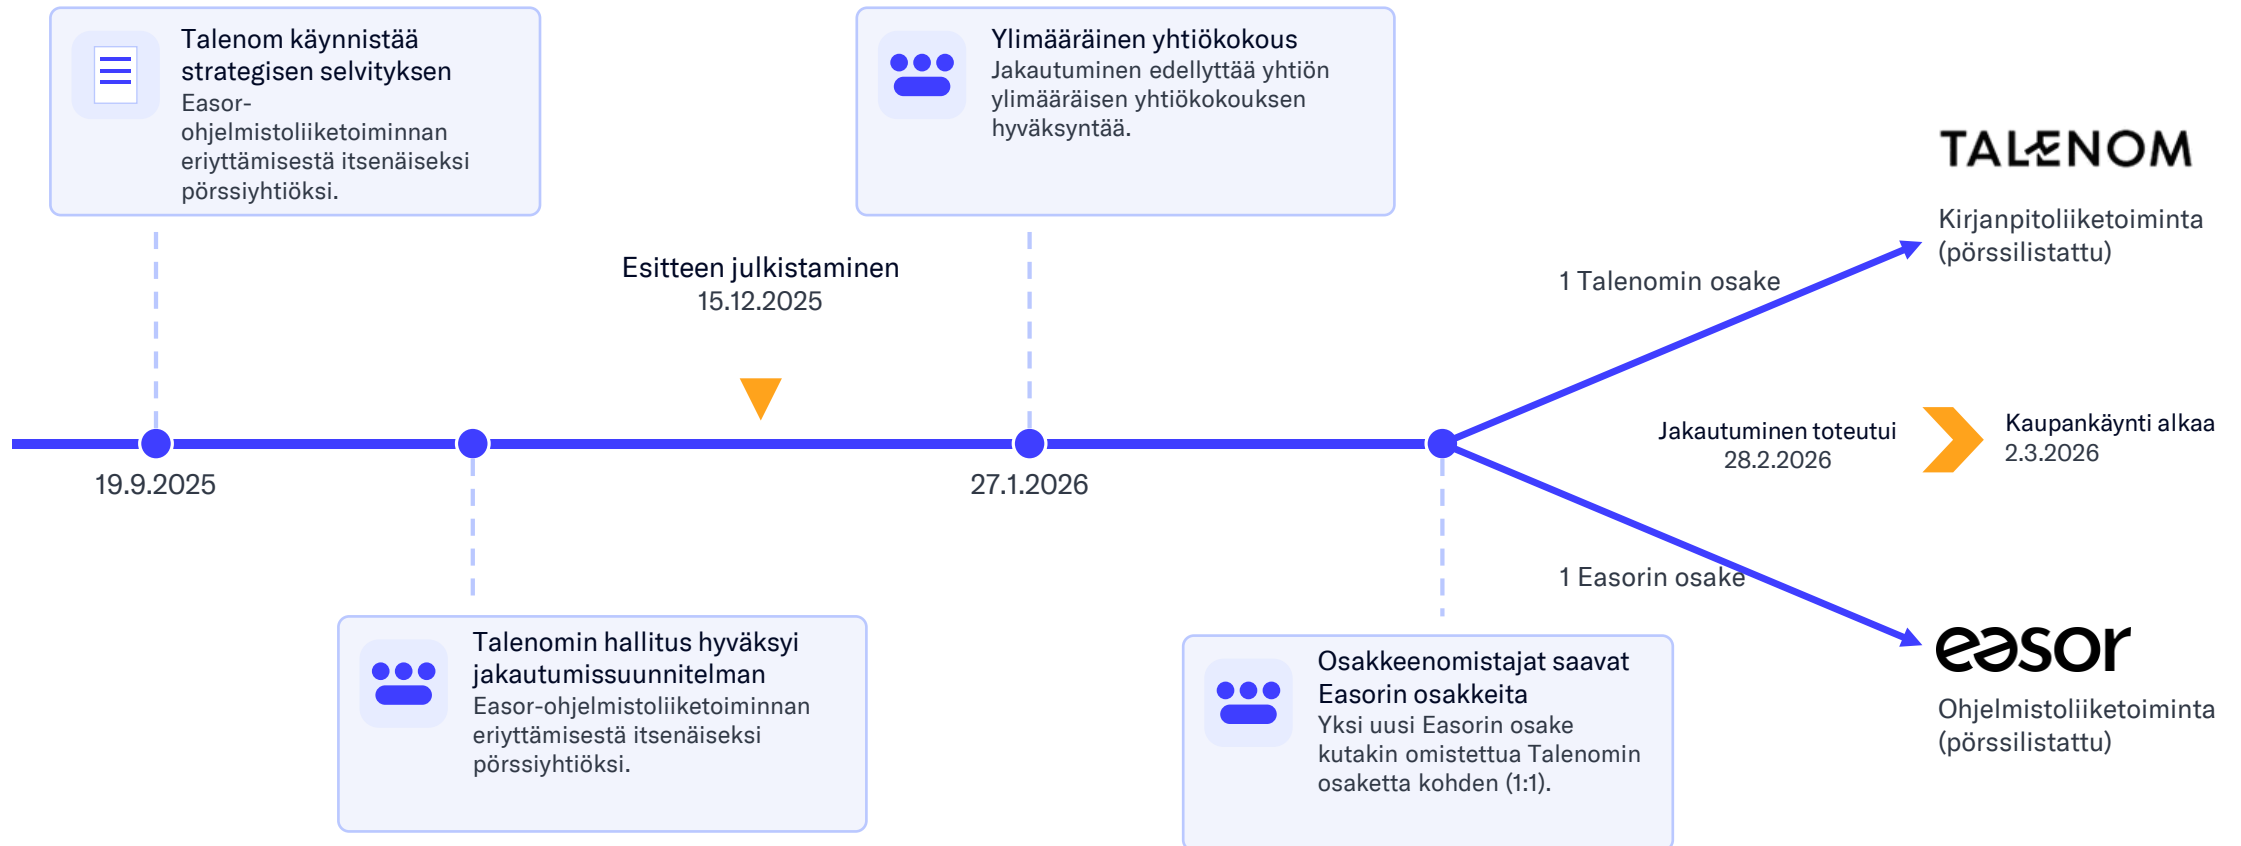 Talenom käynnistää
strategisen selvityksen
Easor-
ohjelmistoliiketoiminnan
eriyttämisestä itsenäiseksi
pörssiyhtiöksi.
Ylimääräinen yhtiökokous
Jakautuminen edellyttää yhtiön
ylimääräisen yhtiökokouksen
hyväksyntää.
TALENOM
Kirjanpitoliiketoiminta
(pörssilistattu)
Esitteen julkistaminen
15.12.2025
1 Talenomin osake
Jakautuminen toteutui
28.2.2026
Kaupankäynti alkaa
2.3.2026
19.9.2025
27.1.2026
1 Easorin osake
Talenomin hallitus hyväksyi
jakautumissuunnitelman
Easor-ohjelmistoliiketoiminnan
eriyttämisestä itsenäiseksi
pörssiyhtiöksi.
Osakkeenomistajat saavat
Easorin osakkeita
Yksi uusi Easorin osake
kutakin omistettua Talenomin
osaketta kohden (1:1).
easor
Ohjelmistoliiketoiminta
(pörssilistattu)